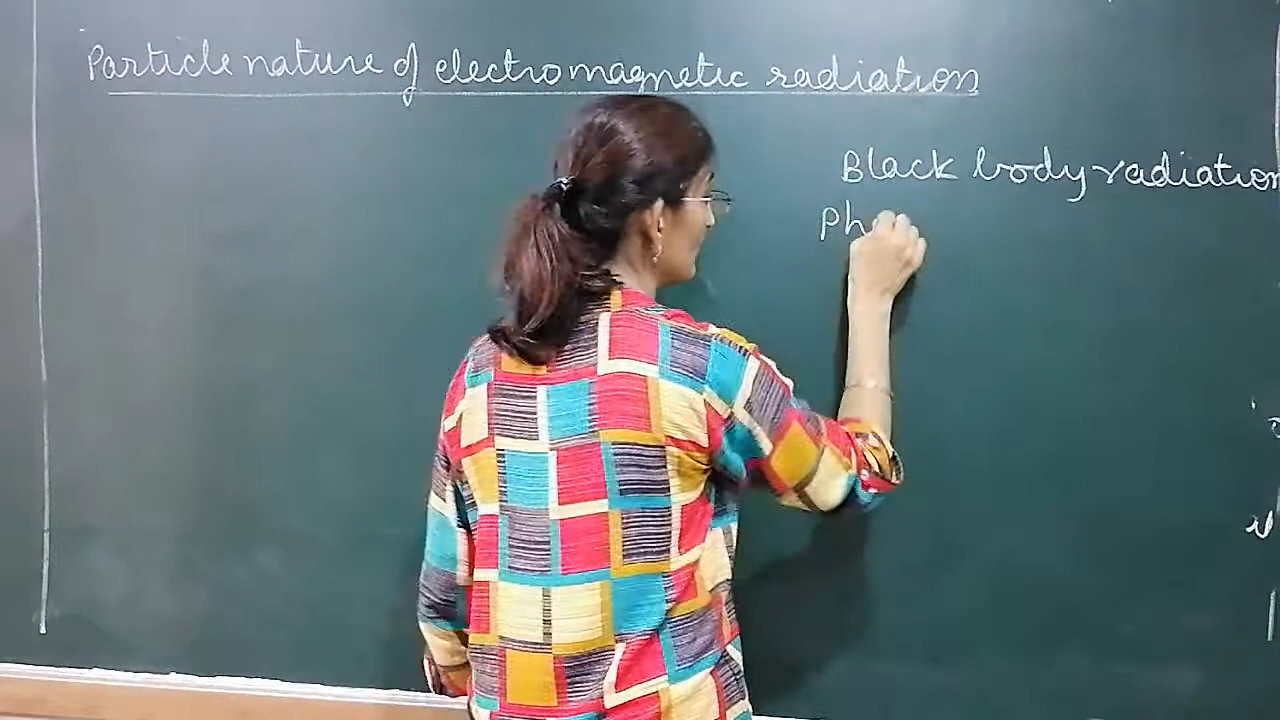 Particle nature of electromagnetic radiation
Black body radiation
Ph